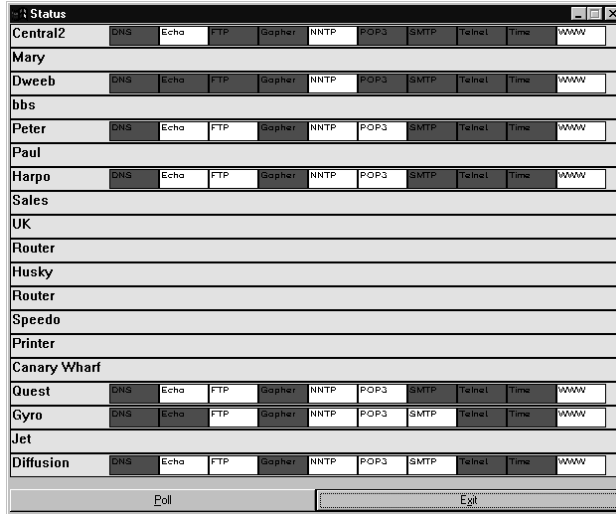 Status
Central2 DNS Echo FTP Gopher NNTP POP3 SMTP Telnet Time WWW
Mary
Dweeb DNS Echo FTP Gopher NNTP POP3 SMTP Telnet Time WWW
bbs
Peter DNS Echo FTP Gopher NNTP POP3 SMTP Telnet Time WWW
Paul
Harpo DNS Echo FTP Gopher NNTP POP3 SMTP Telnet Time WWW
Sales
UK
Router
Husky
Router
Speedo
Printer
Canary Wharf
Quest DNS Echo FTP Gopher NNTP POP3 SMTP Telnet Time WWW
Gyro DNS Echo FTP Gopher NNTP POP3 SMTP Telnet Time WWW
Jet
Diffusion DNS Echo FTP Gopher NNTP POP3 SMTP Telnet Time WWW
Poll Exit